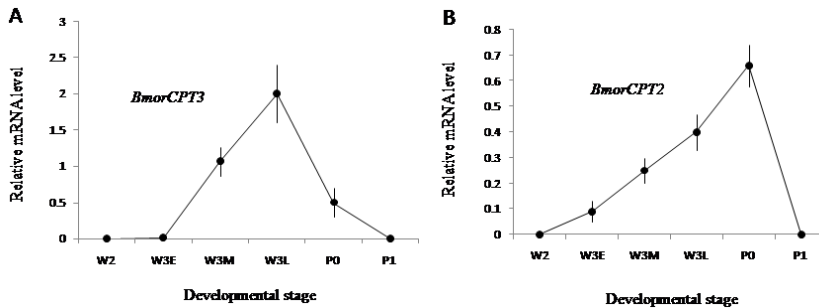 A
3
2.5
2
1.5
1
0.5
0
Relative mRNA level
BmorCPT3
W2 W3E W3M W3L P0 P1
Developmental stage
B
0.8
0.7
0.6
0.5
0.4
0.3
0.2
0.1
0
Relative mRNA level
BmorCPT2
W2 W3E W3M W3L P0 P1
Developmental stage